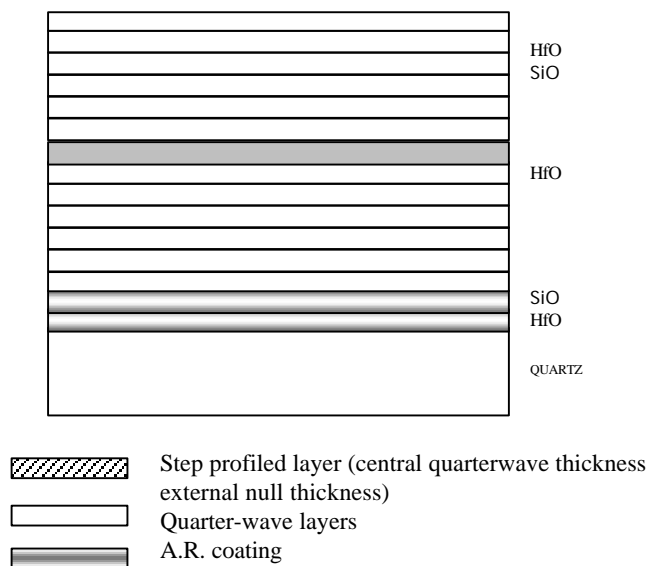 HfO
SiO
HfO
SiO
HfO
QUARTZ
Step profiled layer (central quarterwave thickness
external null thickness)
Quarter-wave layers
A.R. coating